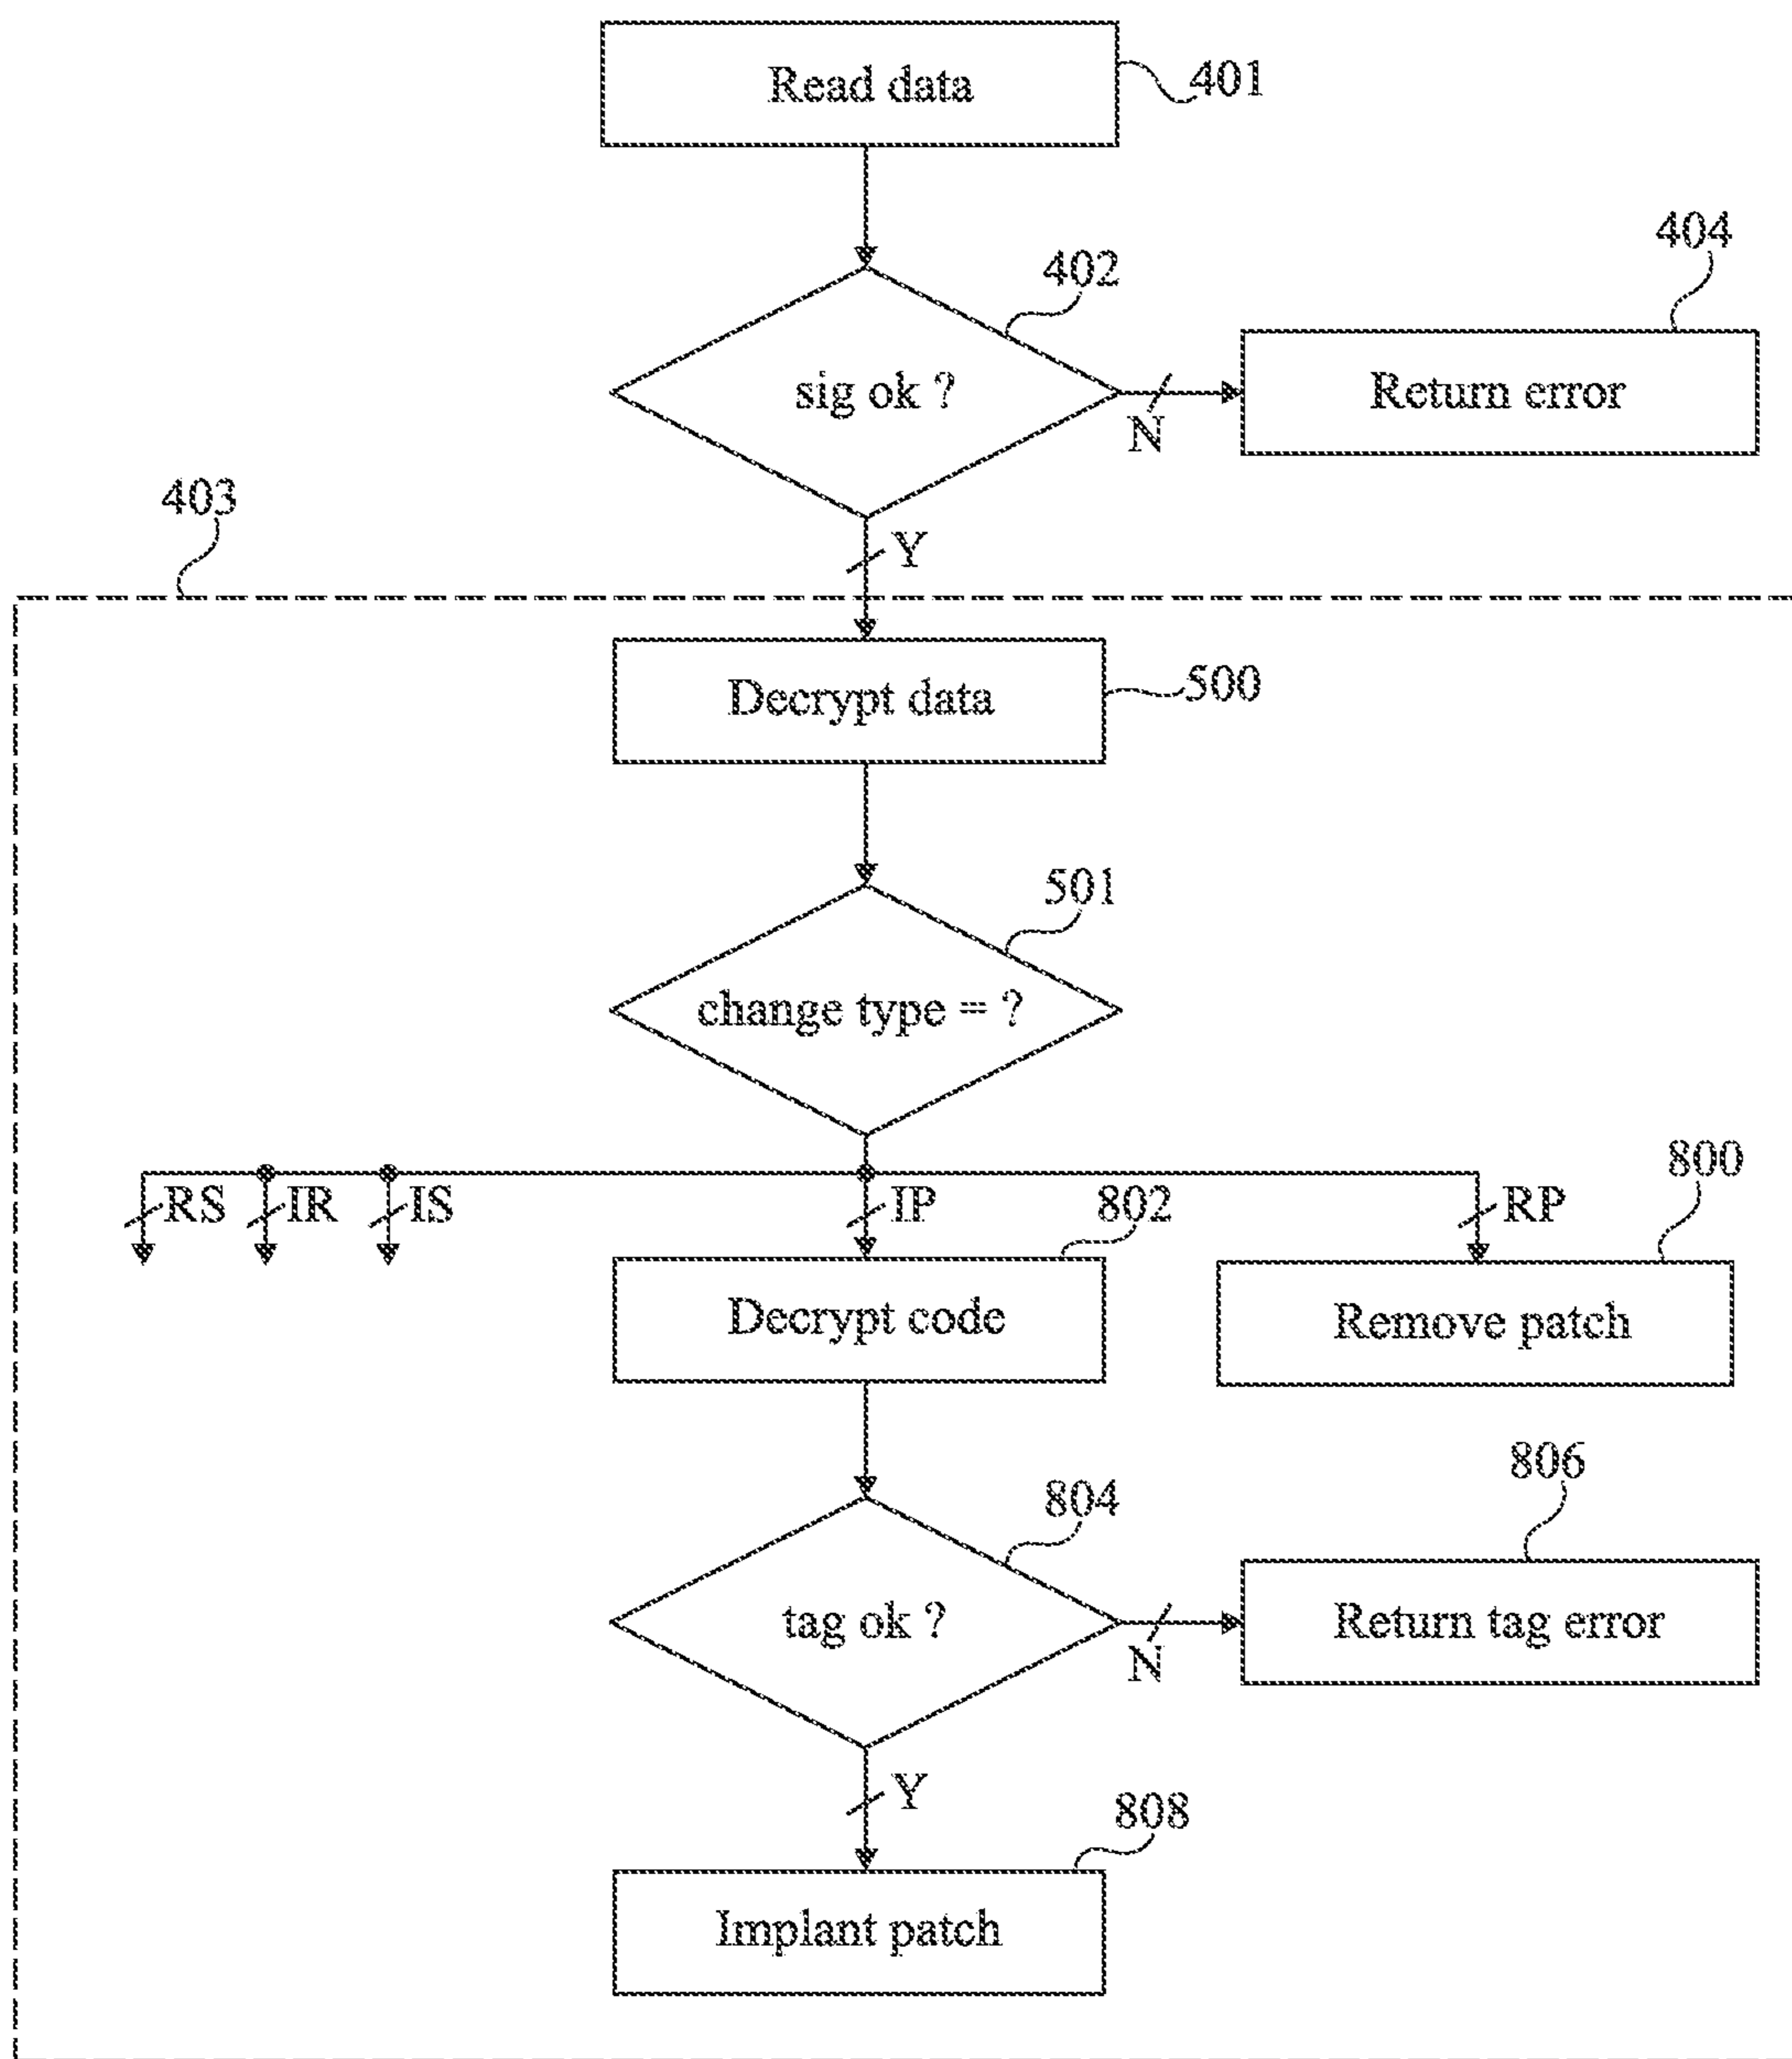 Read data
401
402
404
sig ok ?
N
Return error
403
Y
Decrypt data
500
501
change type = ?
800
RS
IR
IS
IP
802
RP
Decrypt code
Remove patch
806
804
tag ok ?
N
Return tag error
Y
808
Implant patch